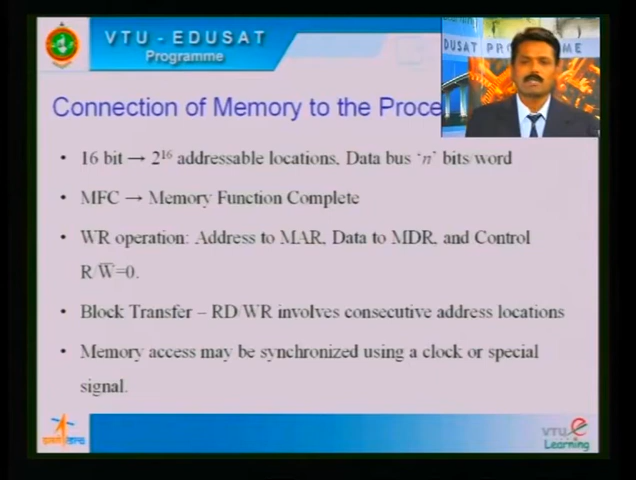 VTU - EDUSAT
Programme
DUSAT PRO ME
Connection of Memory to the Proce
• 16 bit → 2¹⁶ addressable locations, Data bus 'n' bits/word
• MFC → Memory Function Complete
• WR operation: Address to MAR, Data to MDR, and Control
R/W̅=0.
• Block Transfer – RD/WR involves consecutive address locations
• Memory access may be synchronized using a clock or special
signal.
VTU e
Learning